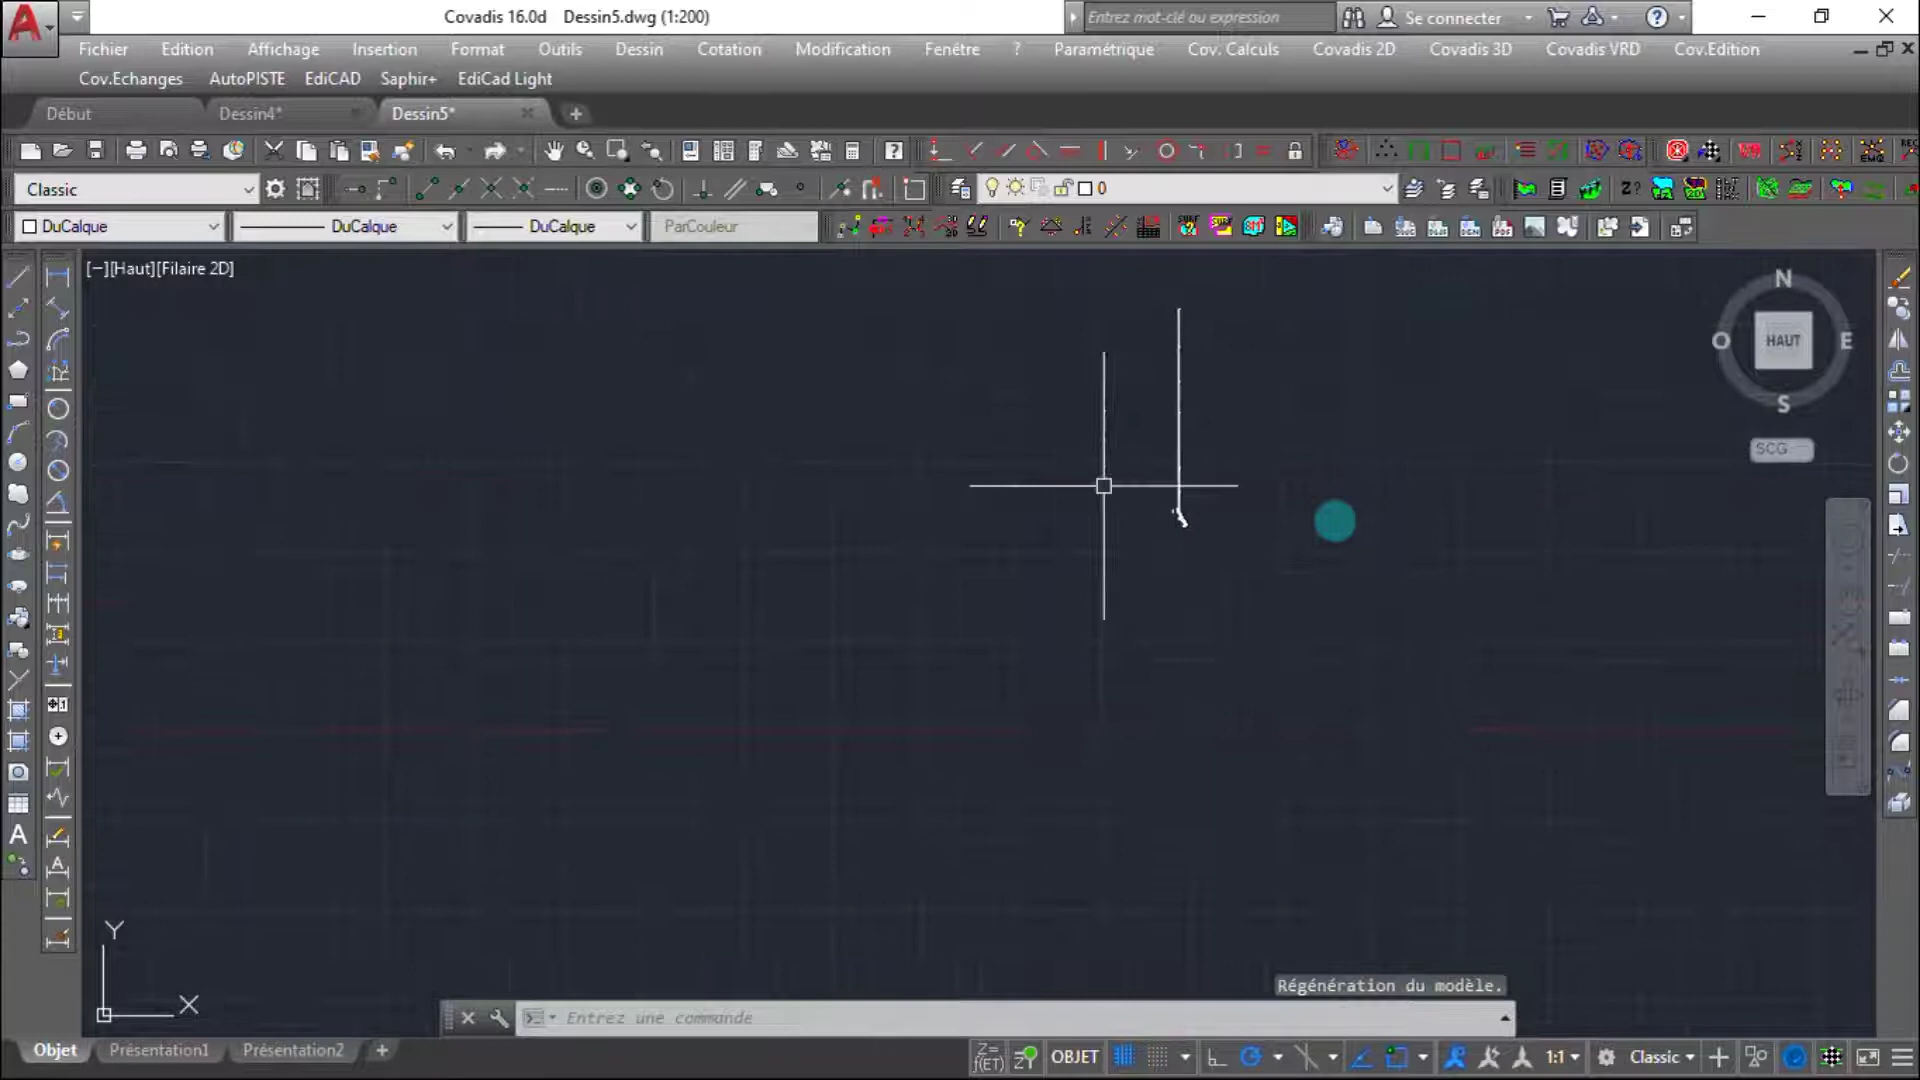 Covadis 16.0d Dessin5.dwg (1:200)
Entrez mot-clé ou expression
Se connecter
Fichier Edition Affichage Insertion Format Outils Dessin Cotation Modification Fenêtre ? Paramétrique Cov. Calculs Covadis 2D Covadis 3D Covadis VRD Cov.Edition
Cov.Echanges AutoPISTE EdiCAD Saphir+ EdiCad Light
Début Dessin4* Dessin5*
Classic
0
DuCalque DuCalque DuCalque ParCouleur
[−][Haut][Filaire 2D]
N
O HAUT E
S
SCG
Y
X
Régénération du modèle.
Entrez une commande
Objet Présentation1 Présentation2 +
OBJET 1:1 Classic